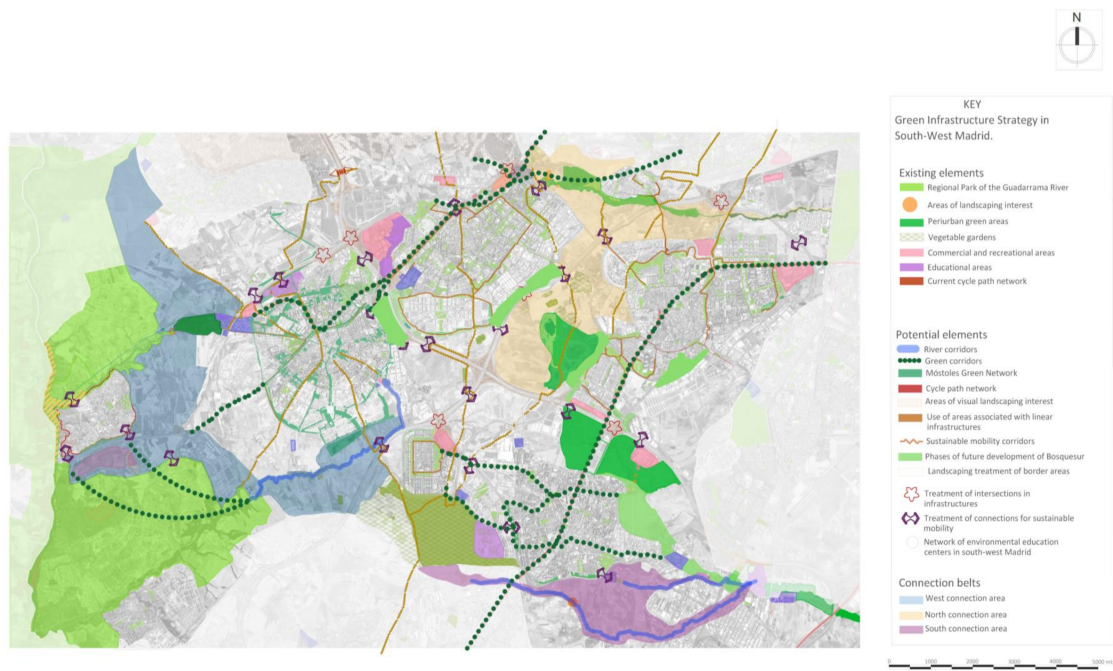 N
KEY
Green Infrastructure Strategy in
South-West Madrid.
Existing elements
Regional Park of the Guadarrama River
Areas of landscaping interest
Periurban green areas
Vegetable gardens
Commercial and recreational areas
Educational areas
Current cycle path network
Potential elements
River corridors
Green corridors
Móstoles Green Network
Cycle path network
Areas of visual landscaping interest
Use of areas associated with linear
infrastructures
Sustainable mobility corridors
Phases of future development of Bosquesur
Landscaping treatment of border areas
Treatment of intersections in
infrastructures
Treatment of connections for sustainable
mobility
Network of environmental education
centers in south-west Madrid
Connection belts
West connection area
North connection area
South connection area
0 1000 2000 3000 4000 5000 mt